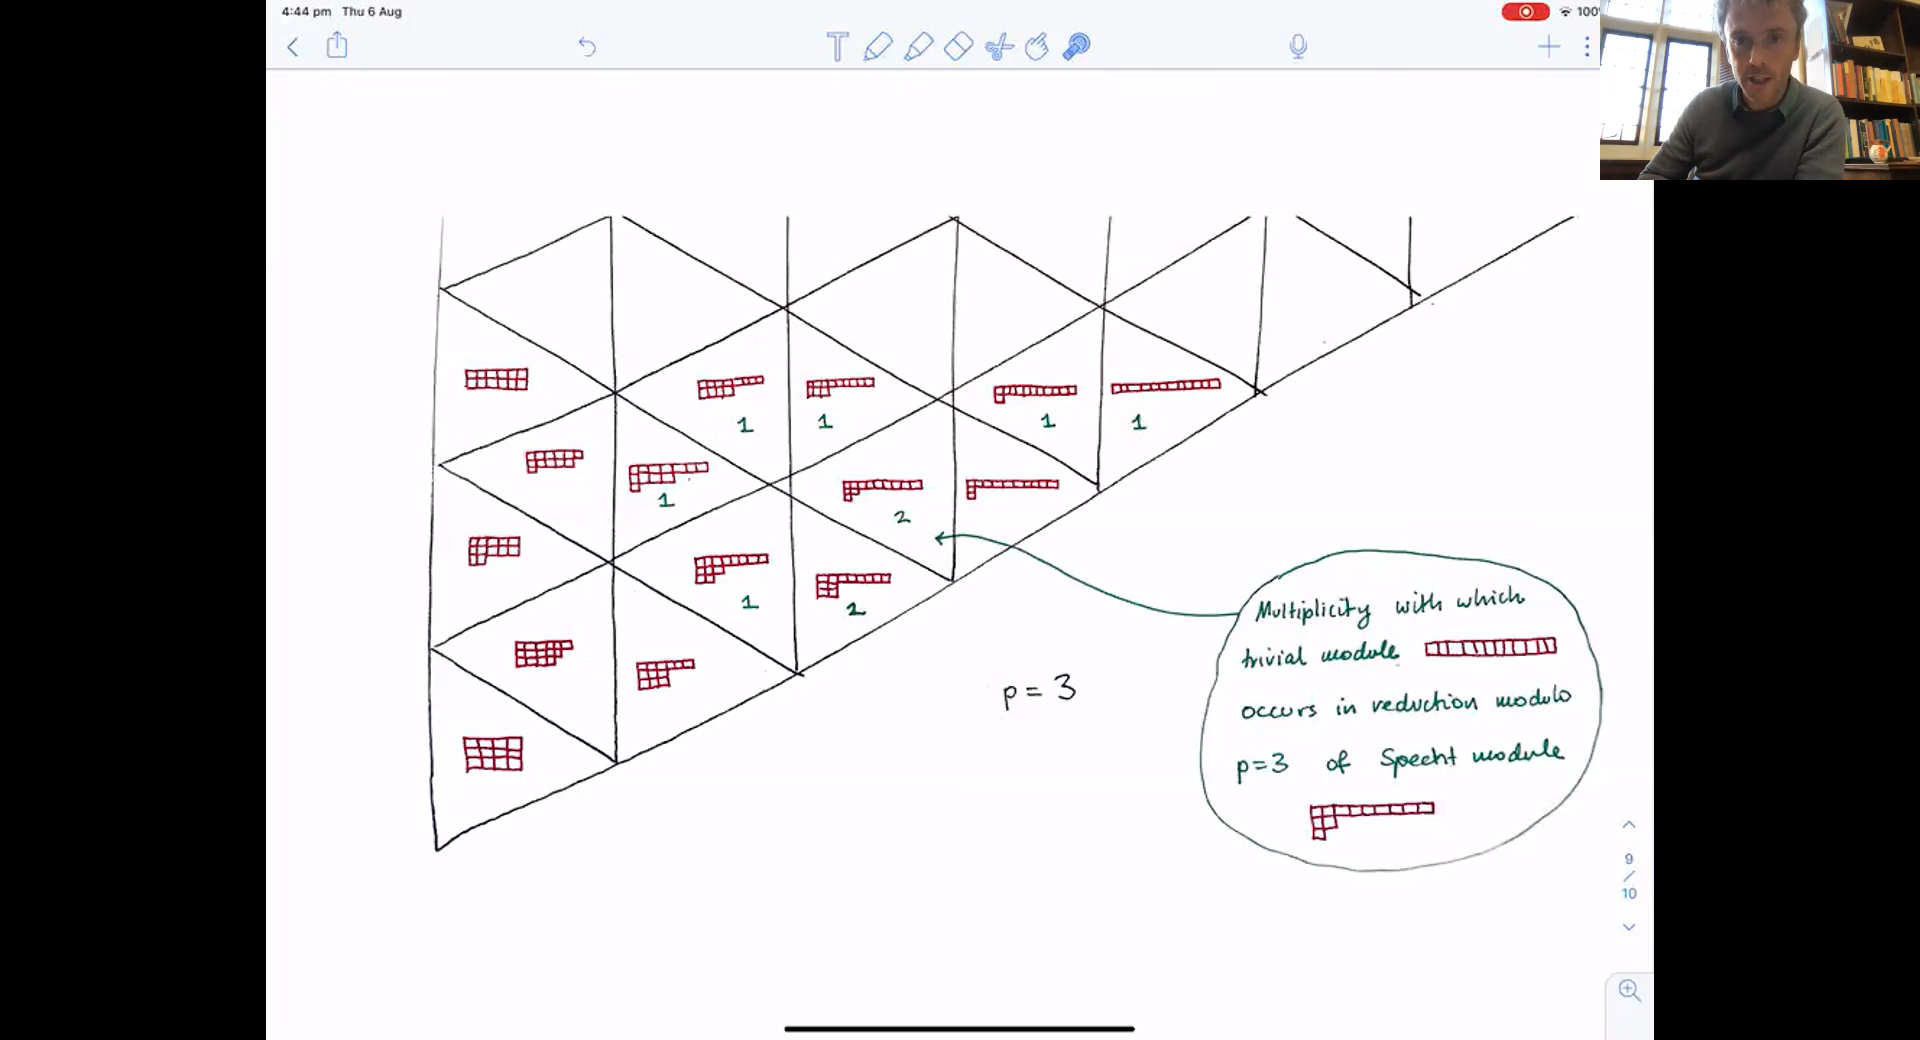 4:44 pm Thu 6 Aug
100
T
1
1
1
1
1
2
1
2
p = 3
Multiplicity with which
trivial module
occurs in reduction modulo
p=3 of Specht module
9
/
10